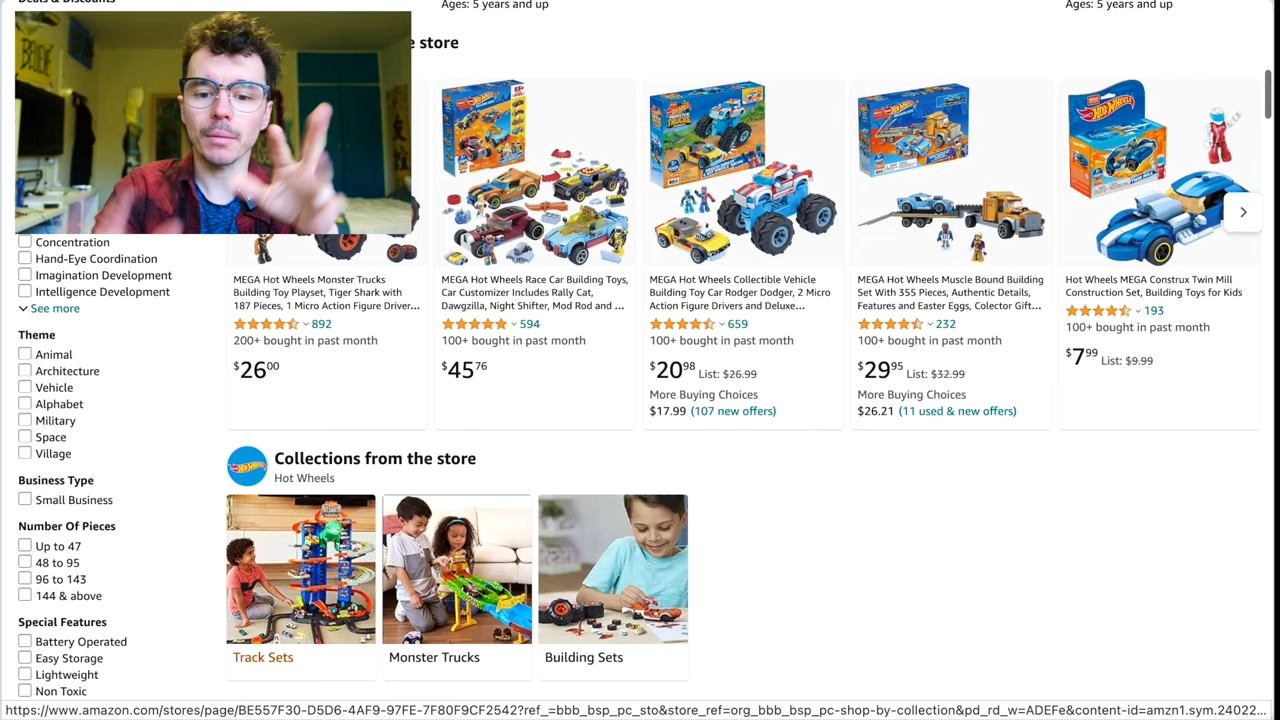 Deals & Discounts
Ages: 5 years and up
Ages: 5 years and up
e store
BELIEVE
Concentration
Hand-Eye Coordination
Imagination Development
Intelligence Development
See more
Theme
Animal
Architecture
Vehicle
Alphabet
Military
Space
Village
Business Type
Small Business
Number Of Pieces
Up to 47
48 to 95
96 to 143
144 & above
Special Features
Battery Operated
Easy Storage
Lightweight
Non Toxic
MEGA Hot Wheels Monster Trucks
Building Toy Playset, Tiger Shark with
187 Pieces, 1 Micro Action Figure Driver...
892
200+ bought in past month
$2600
MEGA Hot Wheels Race Car Building Toys,
Car Customizer Includes Rally Cat,
Dawgzilla, Night Shifter, Mod Rod and ...
594
100+ bought in past month
$4576
MEGA Hot Wheels Collectible Vehicle
Building Toy Car Rodger Dodger, 2 Micro
Action Figure Drivers and Deluxe...
659
100+ bought in past month
$2098 List: $26.99
More Buying Choices
$17.99 (107 new offers)
MEGA Hot Wheels Muscle Bound Building
Set With 355 Pieces, Authentic Details,
Features and Easter Eggs, Colector Gift...
232
100+ bought in past month
$2995 List: $32.99
More Buying Choices
$26.21 (11 used & new offers)
Hot Wheels MEGA Construx Twin Mill
Construction Set, Building Toys for Kids
193
100+ bought in past month
$799 List: $9.99
Collections from the store
Hot Wheels
Track Sets
Monster Trucks
Building Sets
https://www.amazon.com/stores/page/BE557F30-D5D6-4AF9-97FE-7F80F9CF2542?ref_=bbb_bsp_pc_sto&store_ref=org_bbb_bsp_pc-shop-by-collection&pd_rd_w=ADEFe&content-id=amzn1.sym.24022...